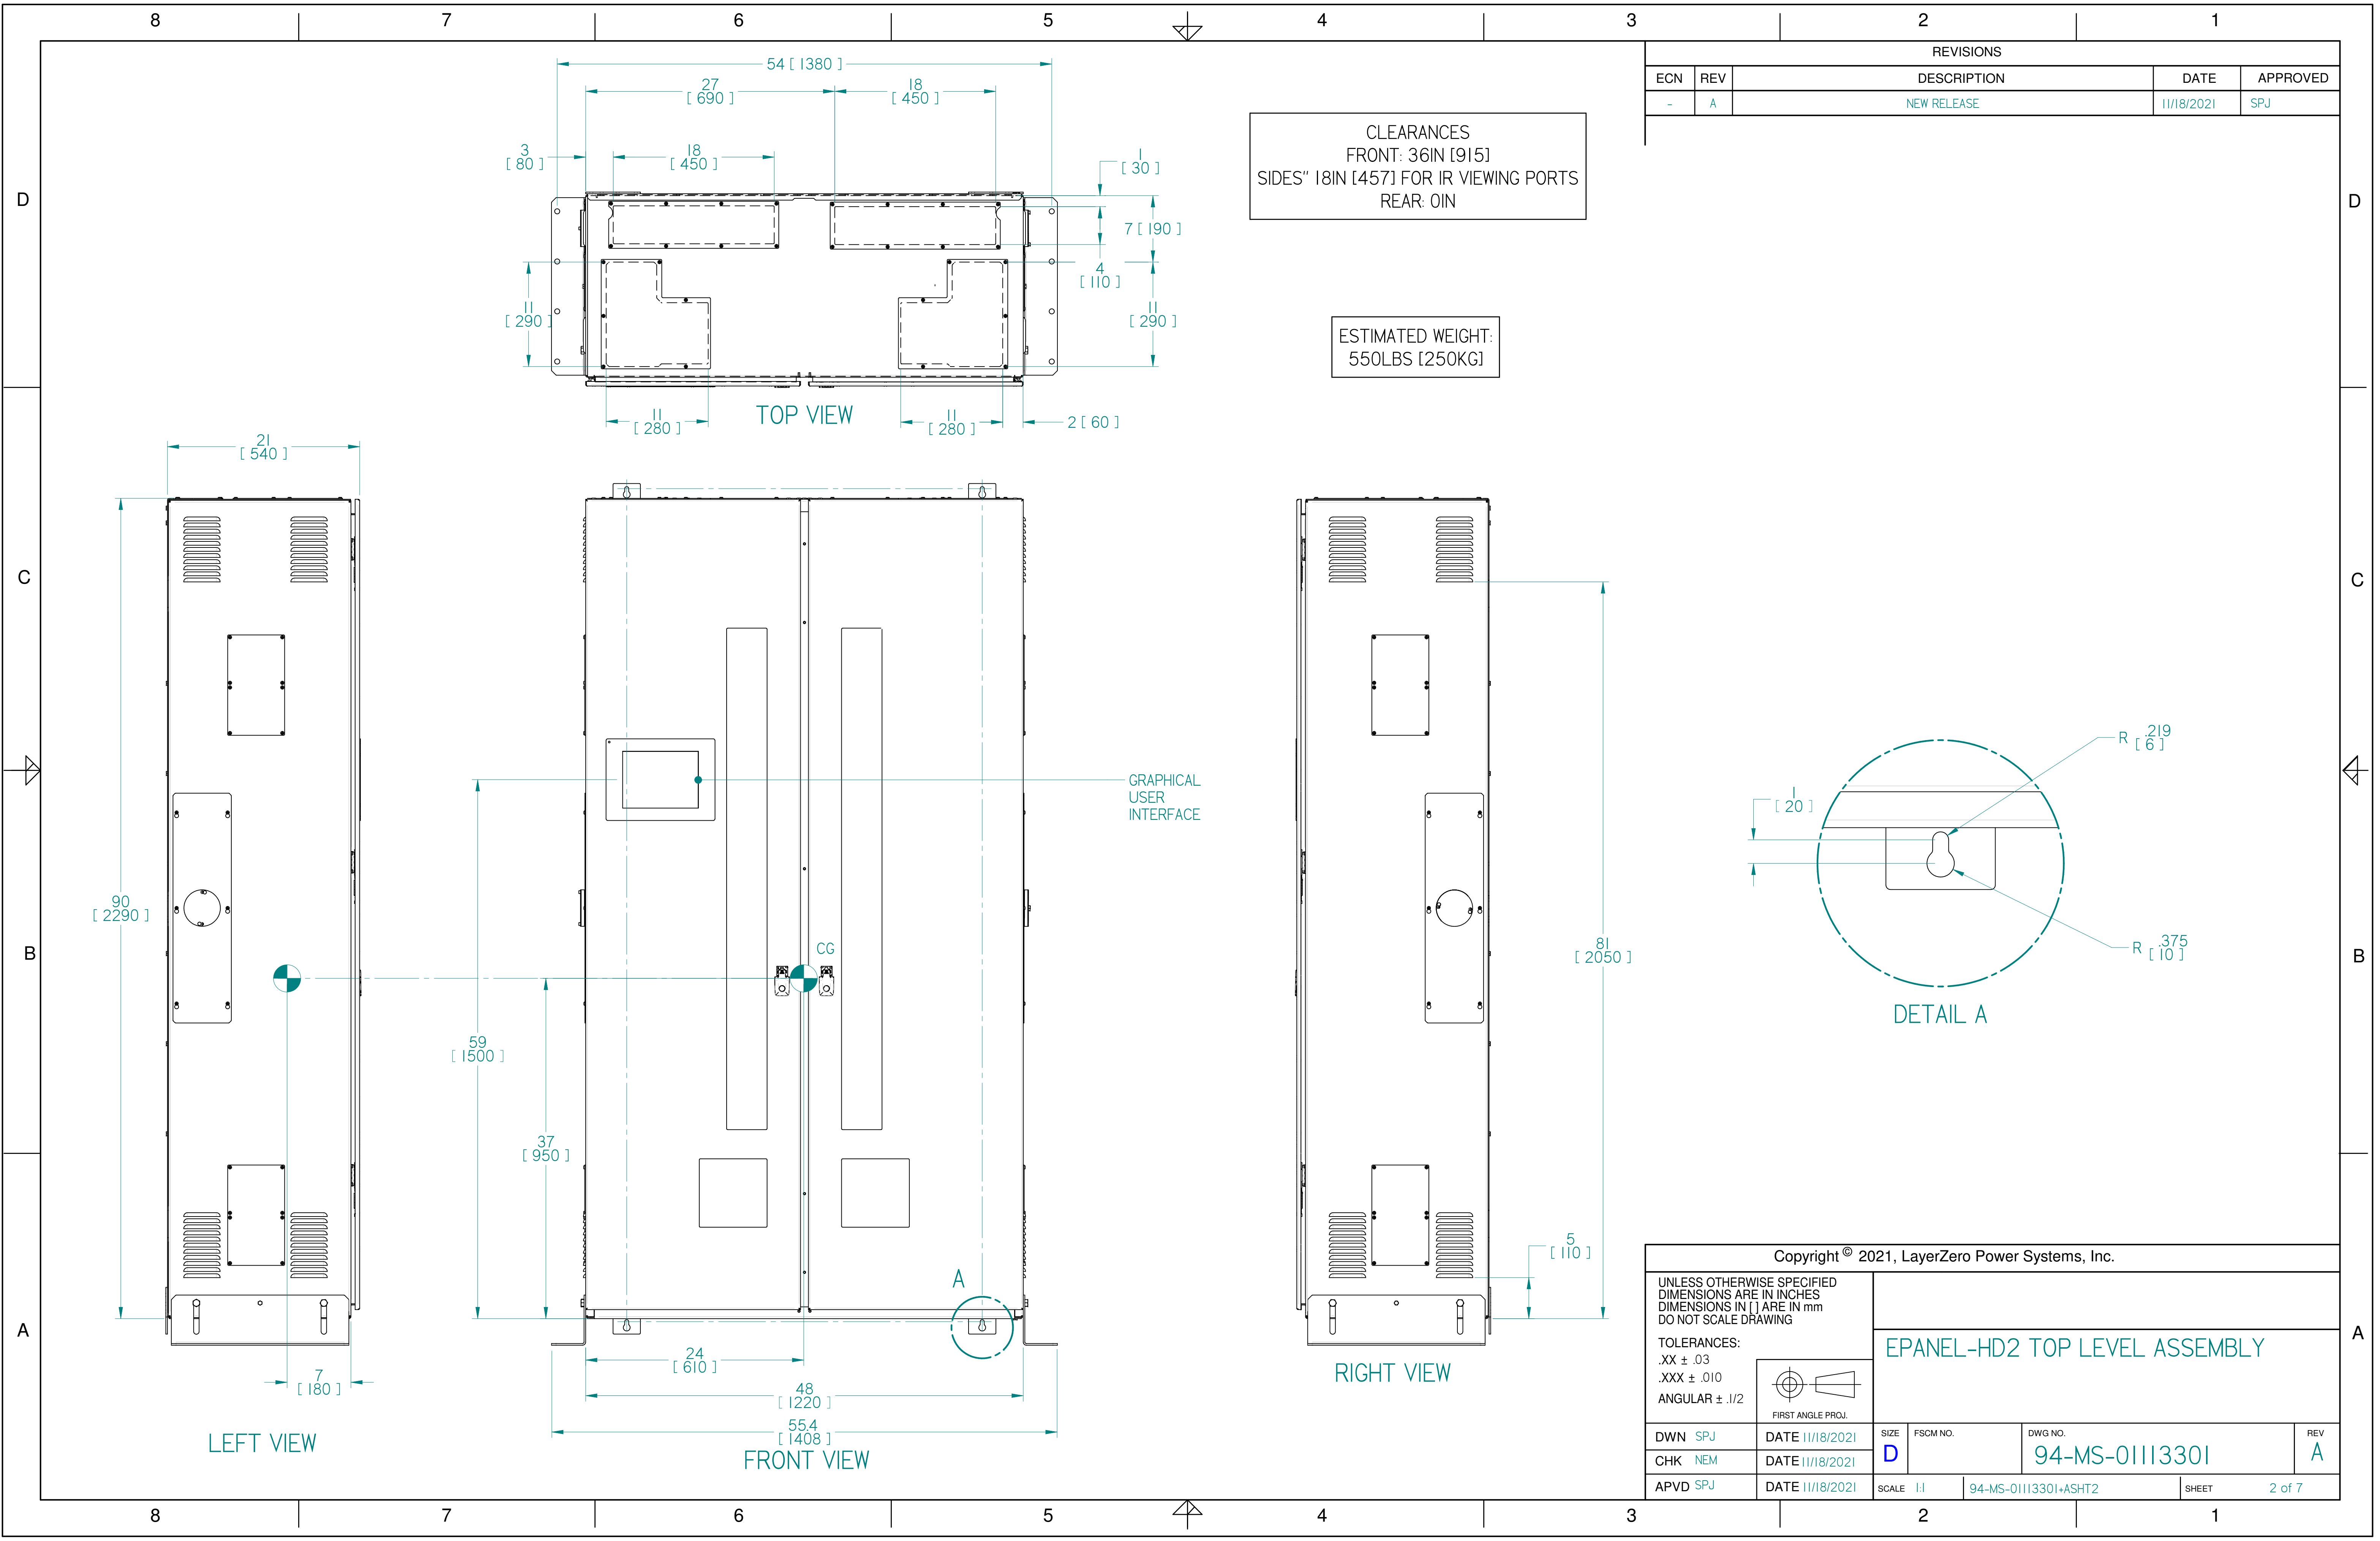 8 7 6 5 4 3 2 1
REVISIONS
ECN REV DESCRIPTION DATE APPROVED
- A NEW RELEASE 11/18/2021 SPJ
54 [ 1380 ]
27
[ 690 ]
18
[ 450 ]
3
[ 80 ]
18
[ 450 ]
1
[ 30 ]
7 [ 190 ]
4
[ 110 ]
11
[ 290 ]
11
[ 290 ]
11
[ 280 ]
TOP VIEW
11
[ 280 ]
2 [ 60 ]
CLEARANCES
FRONT: 36IN [915]
SIDES" 18IN [457] FOR IR VIEWING PORTS
REAR: 0IN
ESTIMATED WEIGHT:
550LBS [250KG]
D
D
C
C
B
B
A
A
21
[ 540 ]
90
[ 2290 ]
7
[ 180 ]
LEFT VIEW
GRAPHICAL
USER
INTERFACE
CG
59
[ 1500 ]
37
[ 950 ]
A
24
[ 610 ]
48
[ 1220 ]
55.4
[ 1408 ]
FRONT VIEW
81
[ 2050 ]
5
[ 110 ]
RIGHT VIEW
R .219
[ 6 ]
1
[ 20 ]
R .375
[ 10 ]
DETAIL A
Copyright © 2021, LayerZero Power Systems, Inc.
UNLESS OTHERWISE SPECIFIED
DIMENSIONS ARE IN INCHES
DIMENSIONS IN [ ] ARE IN mm
DO NOT SCALE DRAWING
TOLERANCES:
.XX ± .03
.XXX ± .010
ANGULAR ± .1/2
FIRST ANGLE PROJ.
EPANEL-HD2 TOP LEVEL ASSEMBLY
DWN SPJ DATE 11/18/2021
CHK NEM DATE 11/18/2021
APVD SPJ DATE 11/18/2021
SIZE FSCM NO. DWG NO. REV
D 94-MS-01113301 A
SCALE 1:1 94-MS-01113301+ASHT2 SHEET 2 of 7
8 7 6 5 4 3 2 1